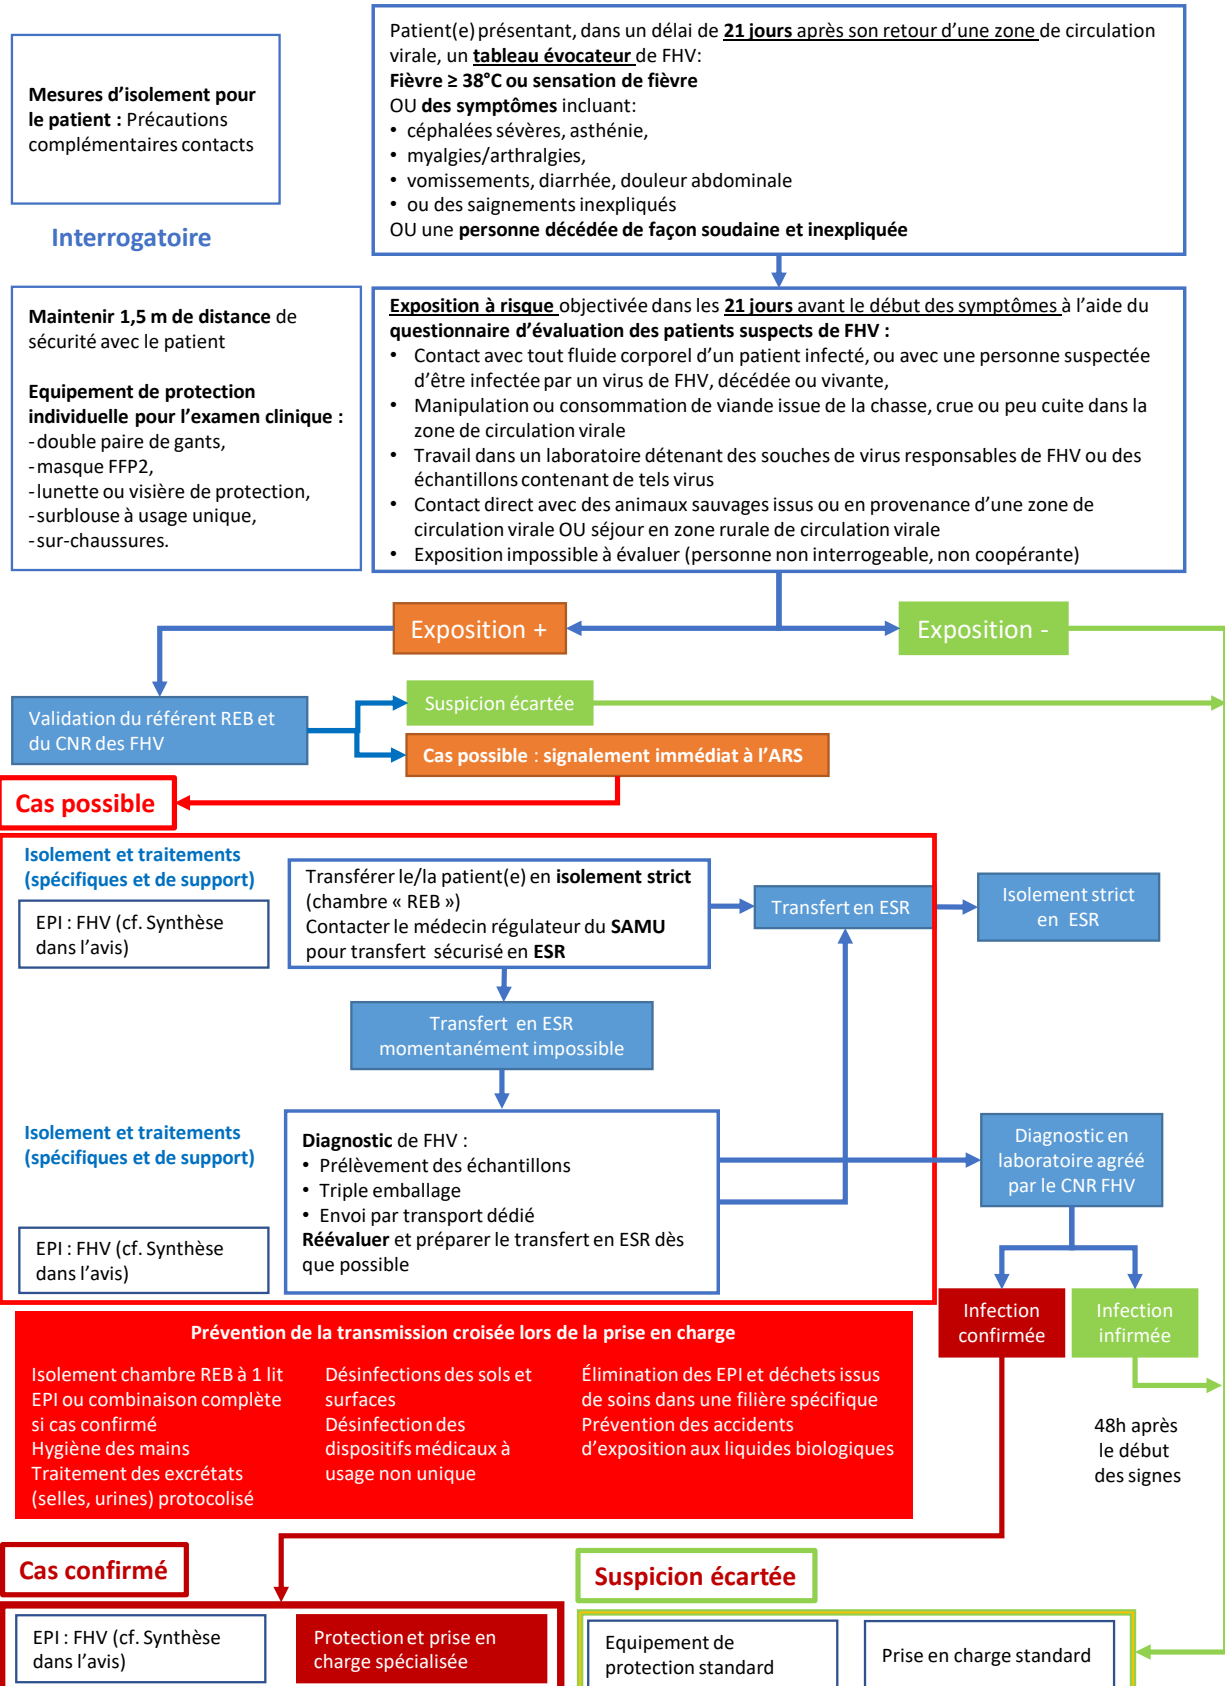 Mesures d'isolement pour
le patient : Précautions
complémentaires contacts
Patient(e) présentant, dans un délai de 21 jours après son retour d'une zone de circulation
virale, un tableau évocateur de FHV:
Fièvre ≥ 38°C ou sensation de fièvre
OU des symptômes incluant:
• céphalées sévères, asthénie,
• myalgies/arthralgies,
• vomissements, diarrhée, douleur abdominale
• ou des saignements inexpliqués
OU une personne décédée de façon soudaine et inexpliquée
Interrogatoire
Maintenir 1,5 m de distance de
sécurité avec le patient
Equipement de protection
individuelle pour l'examen clinique :
-double paire de gants,
-masque FFP2,
-lunette ou visière de protection,
-surblouse à usage unique,
-sur-chaussures.
Exposition à risque objectivée dans les 21 jours avant le début des symptômes à l'aide du
questionnaire d'évaluation des patients suspects de FHV :
• Contact avec tout fluide corporel d'un patient infecté, ou avec une personne suspectée
d'être infectée par un virus de FHV, décédée ou vivante,
• Manipulation ou consommation de viande issue de la chasse, crue ou peu cuite dans la
zone de circulation virale
• Travail dans un laboratoire détenant des souches de virus responsables de FHV ou des
échantillons contenant de tels virus
• Contact direct avec des animaux sauvages issus ou en provenance d'une zone de
circulation virale OU séjour en zone rurale de circulation virale
• Exposition impossible à évaluer (personne non interrogeable, non coopérante)
Exposition +
Exposition -
Validation du référent REB et
du CNR des FHV
Suspicion écartée
Cas possible : signalement immédiat à l'ARS
Cas possible
Isolement et traitements
(spécifiques et de support)
EPI : FHV (cf. Synthèse
dans l'avis)
Transférer le/la patient(e) en isolement strict
(chambre « REB »)
Contacter le médecin régulateur du SAMU
pour transfert sécurisé en ESR
Transfert en ESR
Isolement strict
en ESR
Transfert en ESR
momentanément impossible
Isolement et traitements
(spécifiques et de support)
EPI : FHV (cf. Synthèse
dans l'avis)
Diagnostic de FHV :
• Prélèvement des échantillons
• Triple emballage
• Envoi par transport dédié
Réévaluer et préparer le transfert en ESR dès
que possible
Diagnostic en
laboratoire agréé
par le CNR FHV
Infection
confirmée
Infection
infirmée
48h après
le début
des signes
Prévention de la transmission croisée lors de la prise en charge
Isolement chambre REB à 1 lit
EPI ou combinaison complète
si cas confirmé
Hygiène des mains
Traitement des excrétats
(selles, urines) protocolisé
Désinfections des sols et
surfaces
Désinfection des
dispositifs médicaux à
usage non unique
Élimination des EPI et déchets issus
de soins dans une filière spécifique
Prévention des accidents
d'exposition aux liquides biologiques
Cas confirmé
EPI : FHV (cf. Synthèse
dans l'avis)
Protection et prise en
charge spécialisée
Suspicion écartée
Equipement de
protection standard
Prise en charge standard